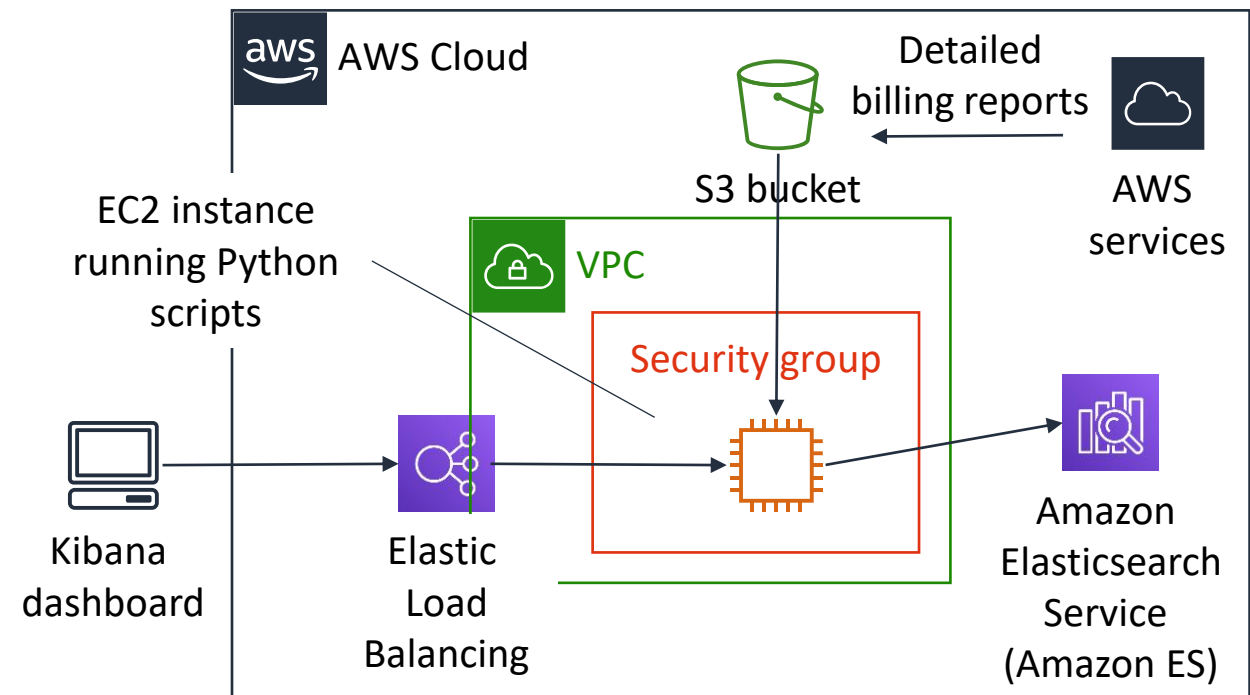 aws
AWS Cloud
Detailed
billing reports
S3 bucket
AWS
services
EC2 instance
running Python
scripts
VPC
Security group
Kibana
dashboard
Elastic
Load
Balancing
Amazon
Elasticsearch
Service
(Amazon ES)